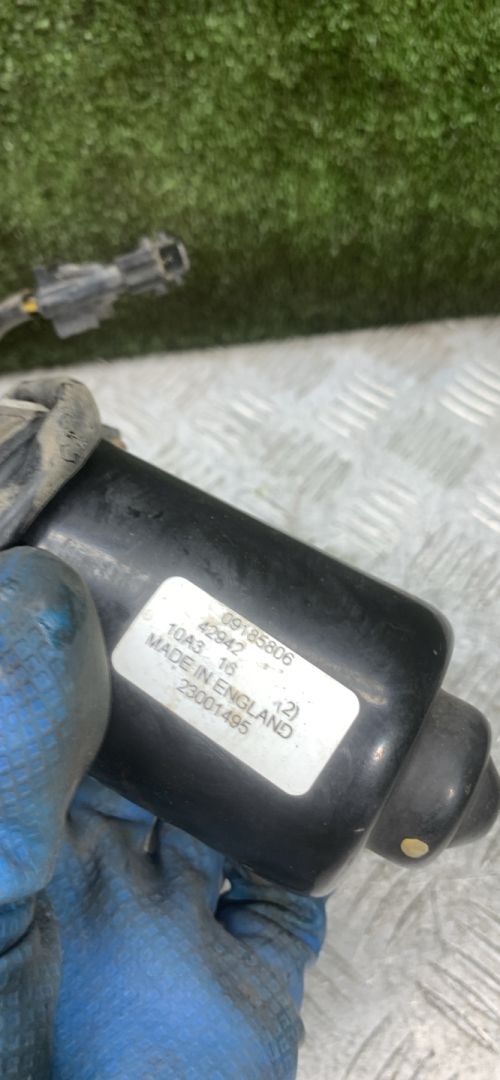 09185806
42942
10A3 16 (2)
MADE IN ENGLAND
23001495